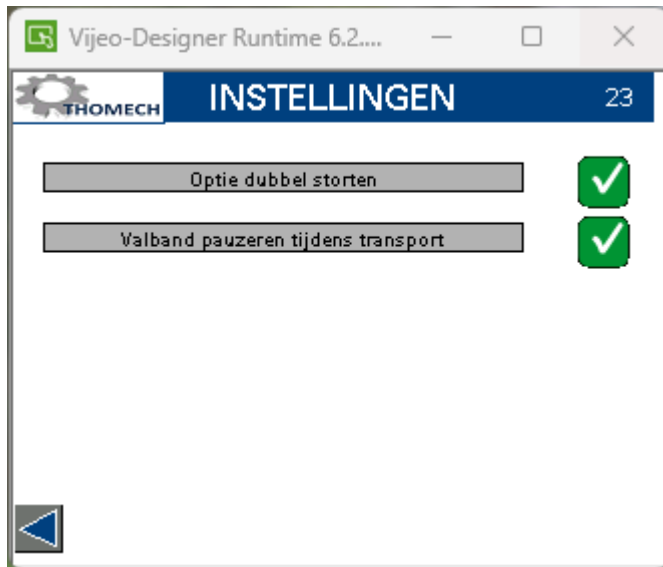 Vijeo-Designer Runtime 6.2....
THOMECH
INSTELLINGEN
23
Optie dubbel storten
Valband pauzeren tijdens transport